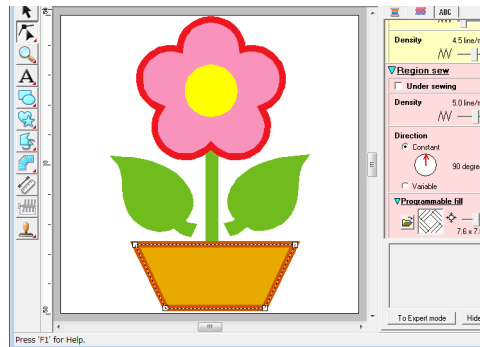 ABC
Density
4.5 line/
Region sew
Under sewing
Density
5.0 line/
Direction
Constant
90 degre
Variable
Programmable fill
7.6 x 7.
To Expert mode
Hide
Press 'F1' for Help.
A